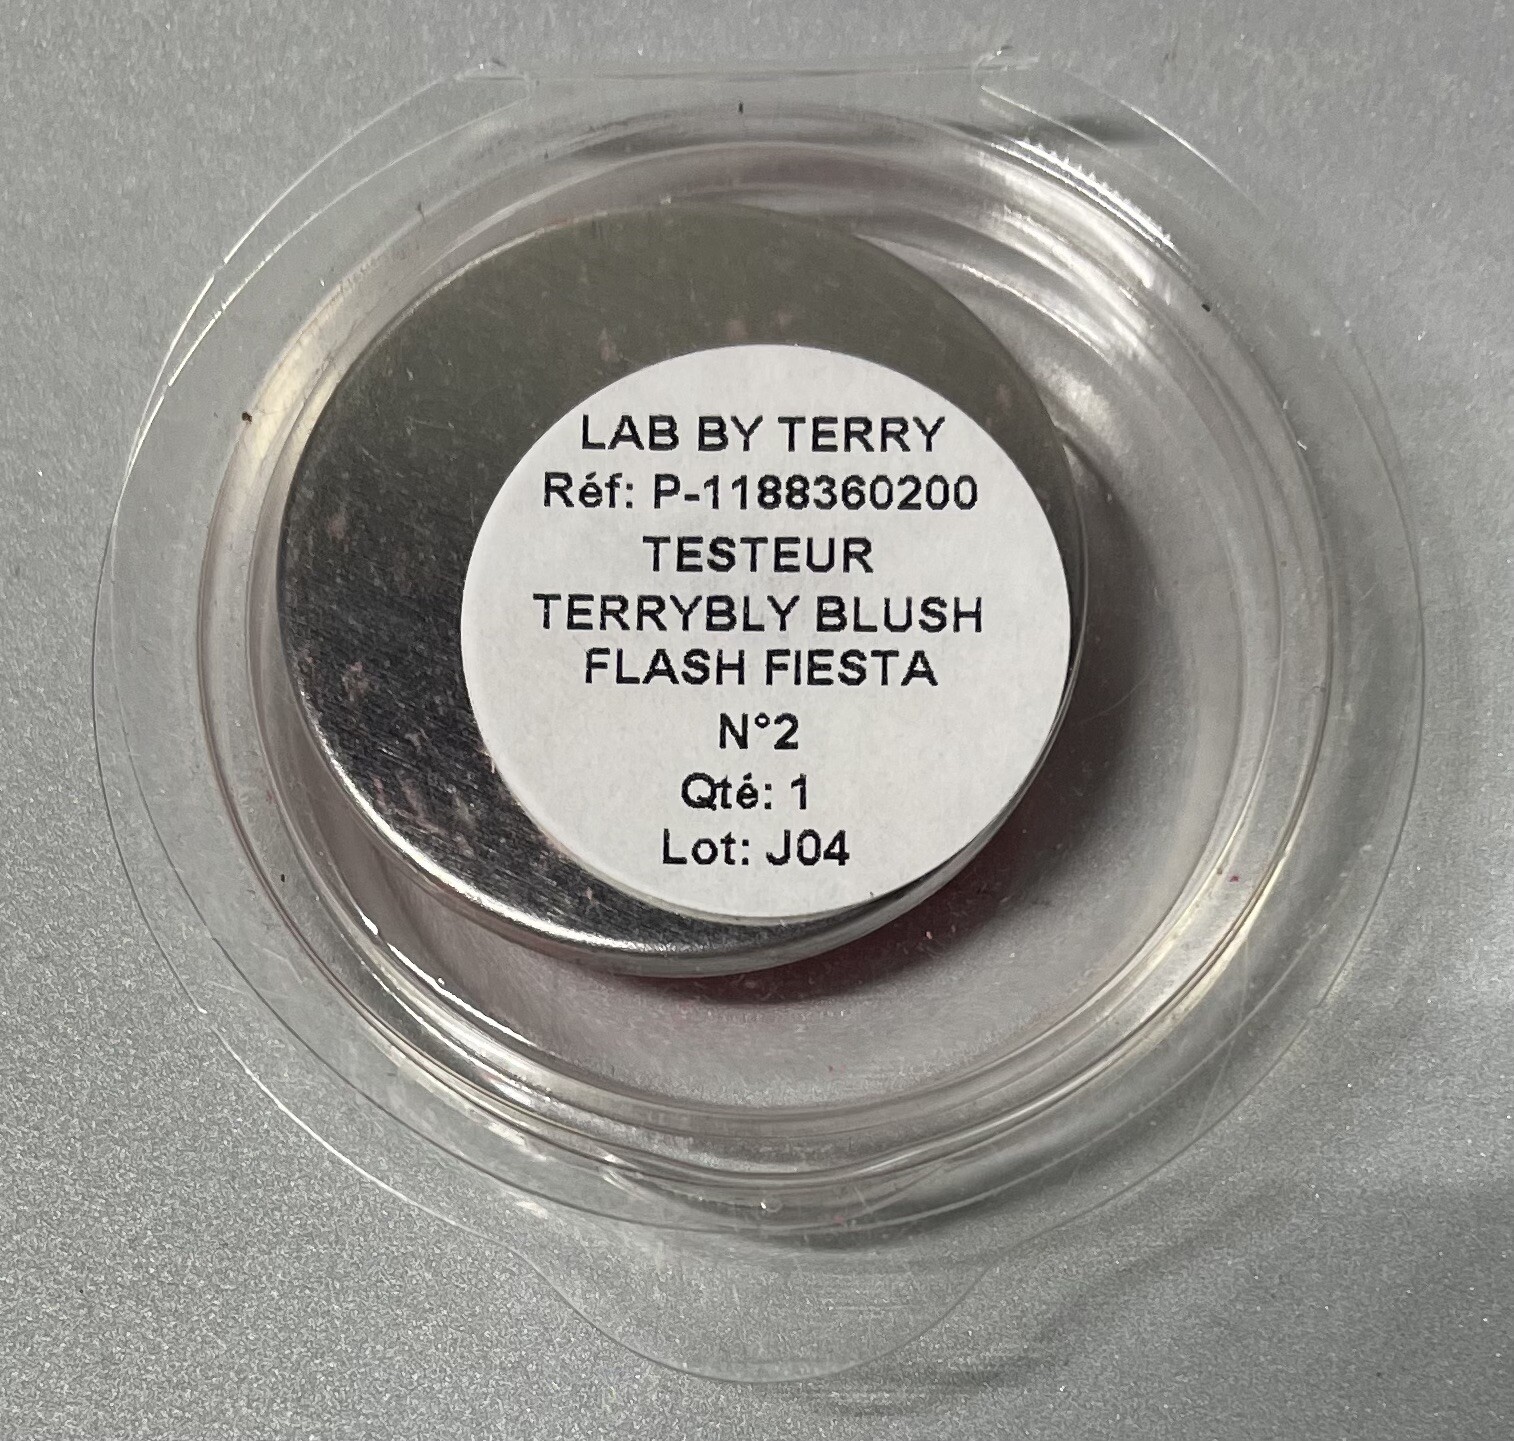 LAB BY TERRY
Réf: P-1188360200
TESTEUR
TERRYBLY BLUSH
FLASH FIESTA
N°2
Qté: 1
Lot: J04